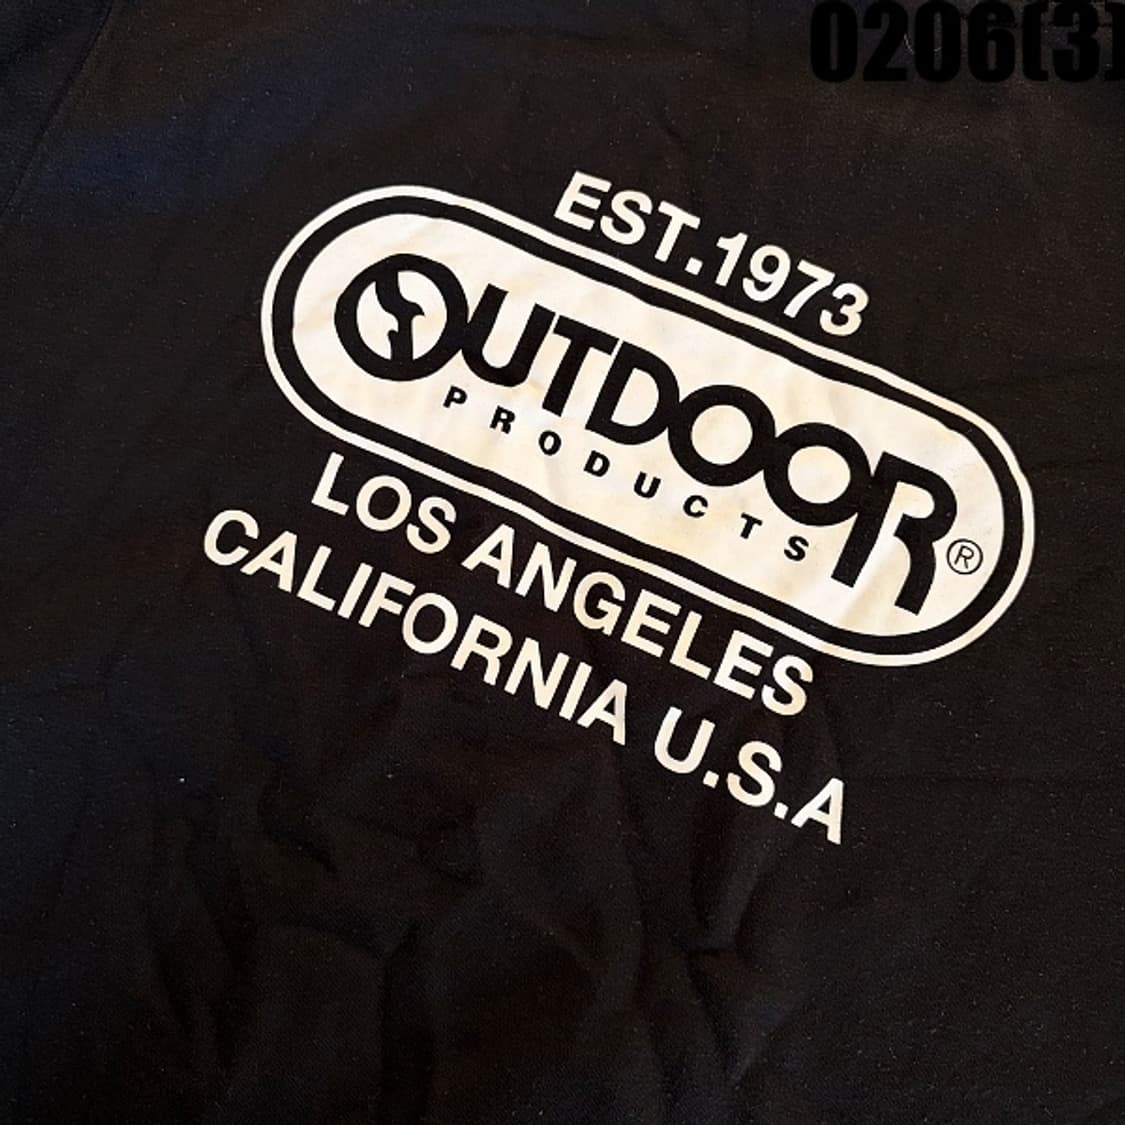 0206(3)
EST.1973
OUTDOOR
PRODUCTS
®
LOS ANGELES
CALIFORNIA U.S.A